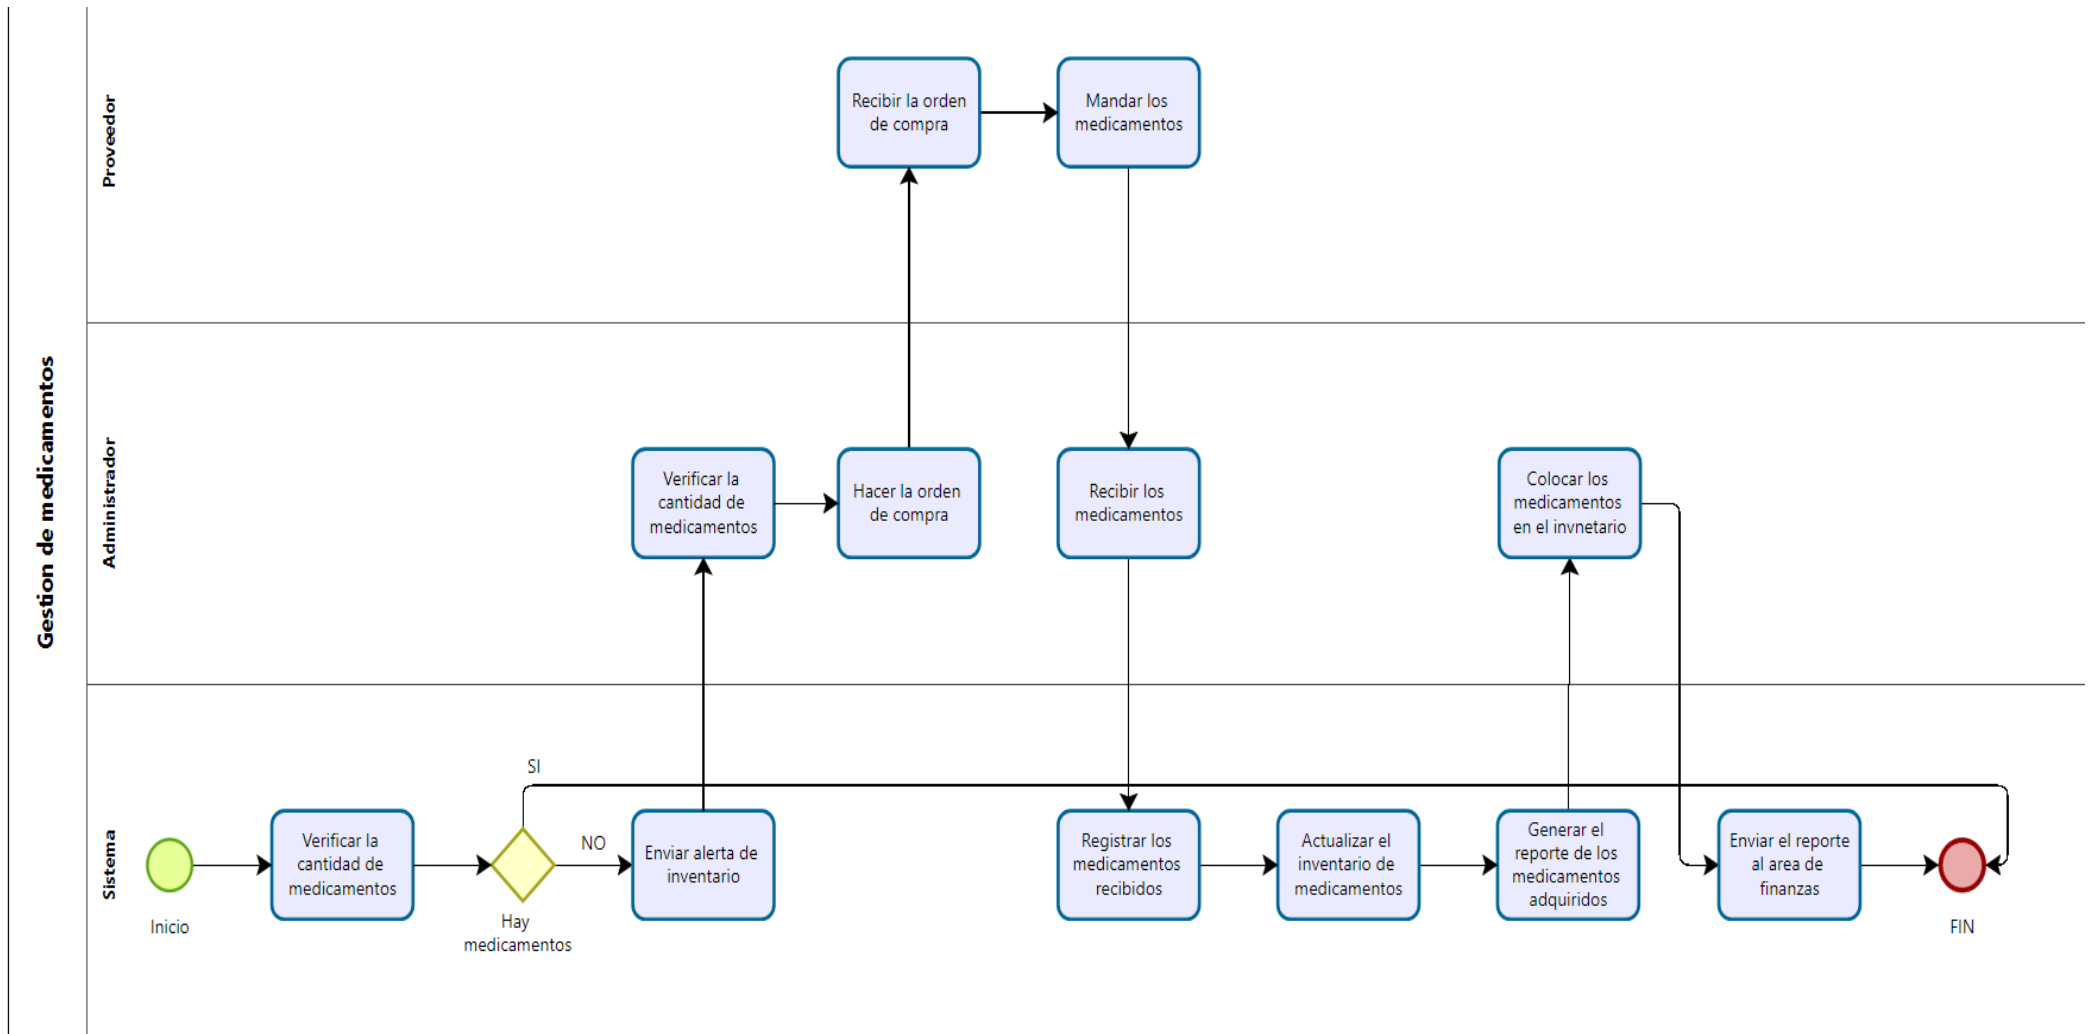 Gestion de medicamentos
Proveedor
Recibir la orden
de compra
Mandar los
medicamentos
Administrador
Verificar la
cantidad de
medicamentos
Hacer la orden
de compra
Recibir los
medicamentos
Colocar los
medicamentos
en el invnetario
Sistema
Inicio
Verificar la
cantidad de
medicamentos
Hay
medicamentos
SI
NO
Enviar alerta de
inventario
Registrar los
medicamentos
recibidos
Actualizar el
inventario de
medicamentos
Generar el
reporte de los
medicamentos
adquiridos
Enviar el reporte
al area de
finanzas
FIN